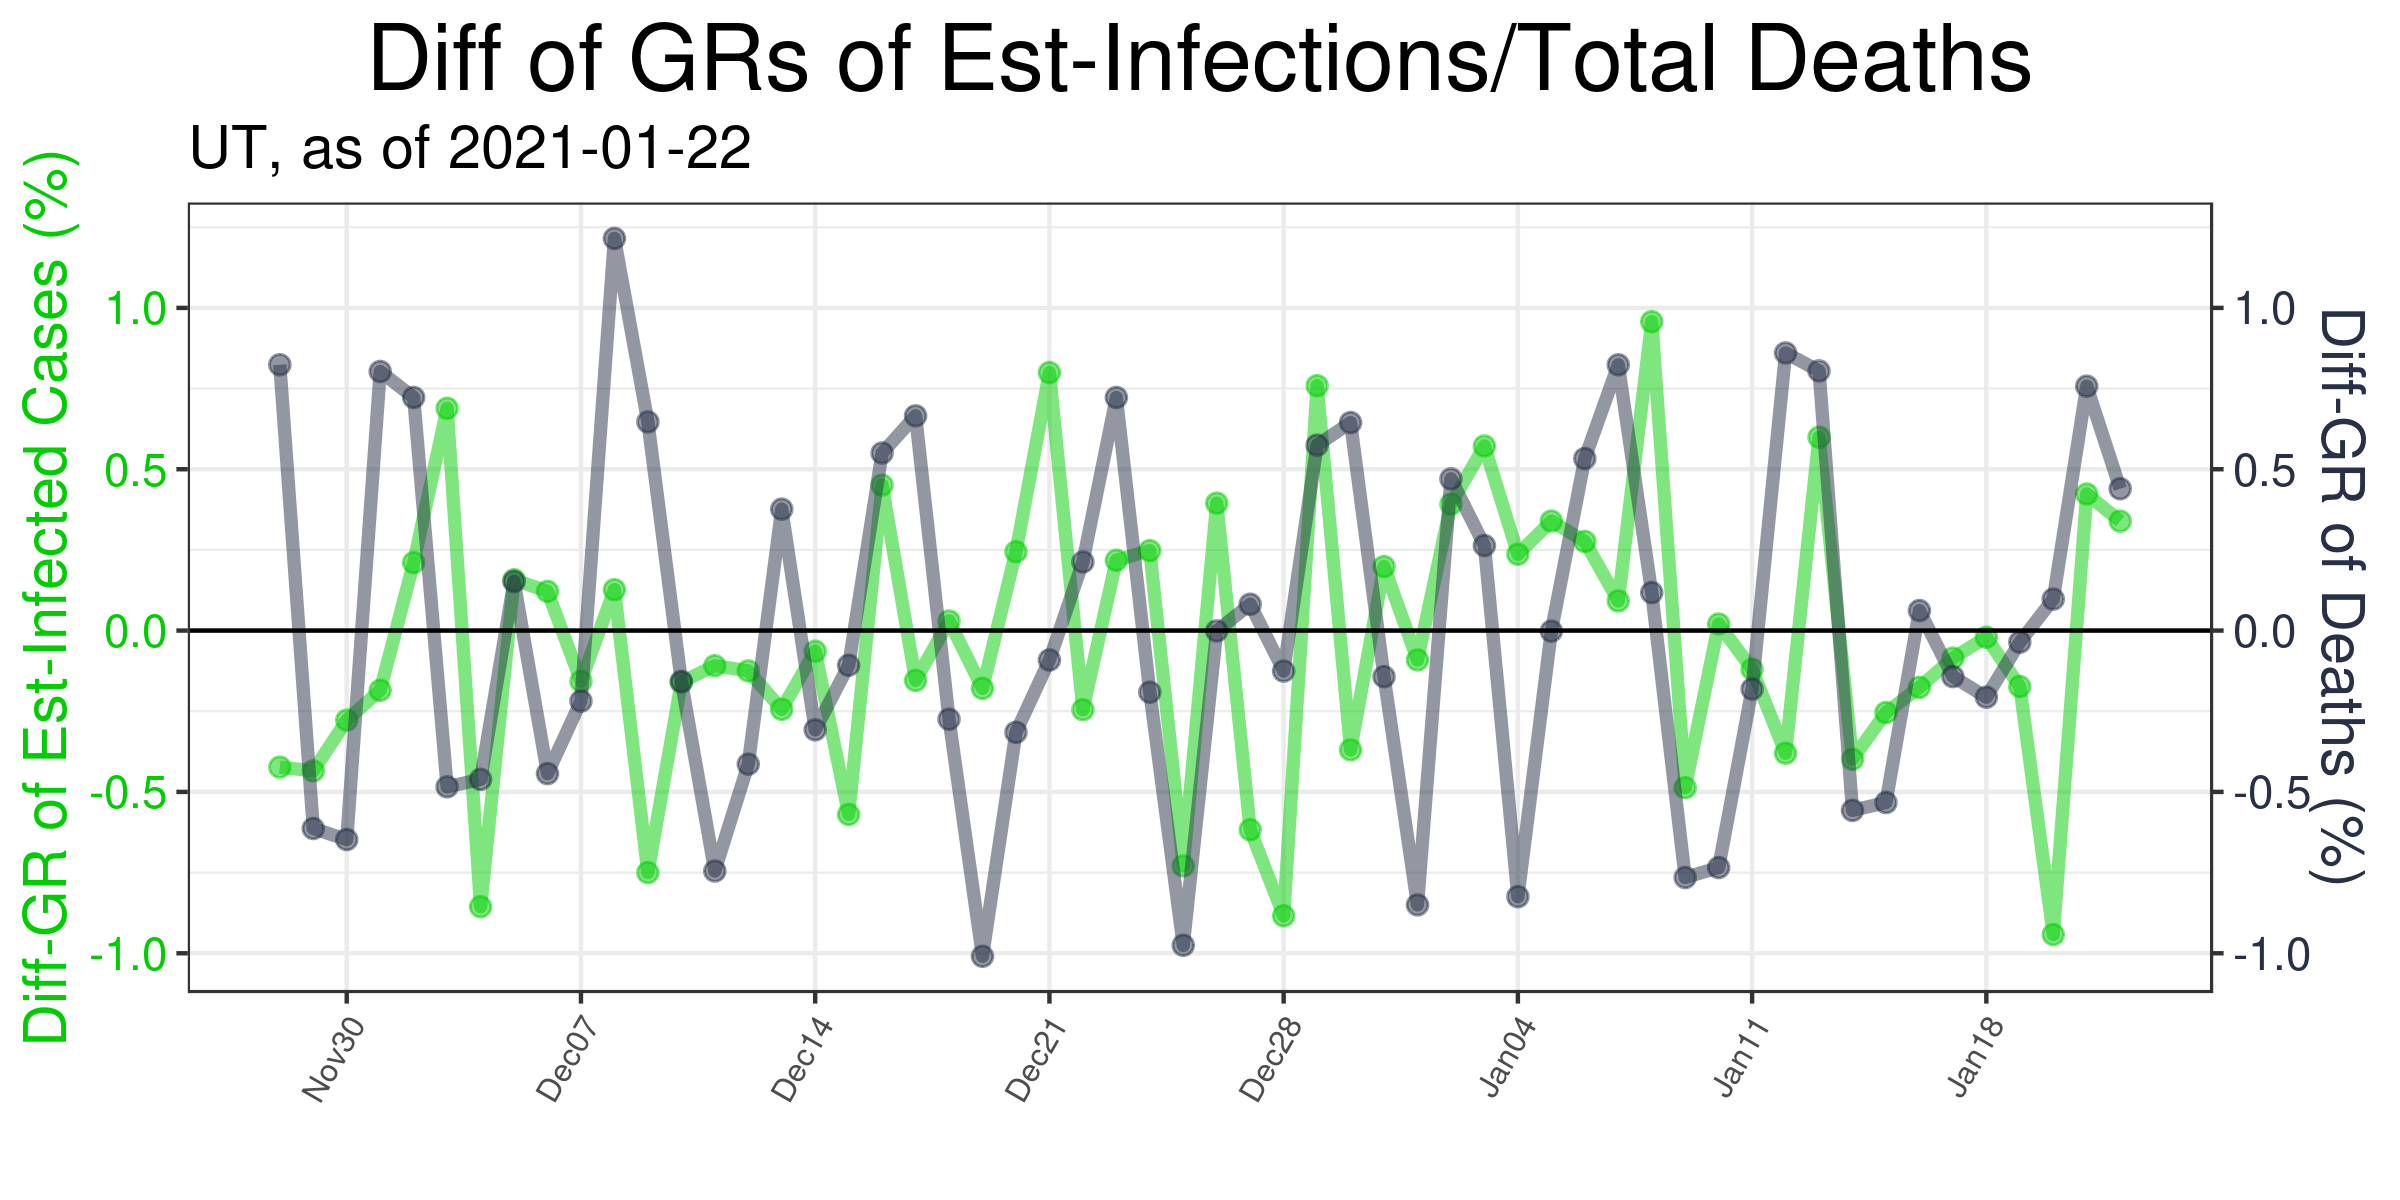 Diff of GRs of Est-Infections/Total Deaths
UT, as of 2021-01-22
Diff-GR of Est-Infected Cases (%)
1.0
0.5
0.0
-0.5
-1.0
1.0
0.5
0.0
-0.5
-1.0
Diff-GR of Deaths (%)
Nov30
Dec07
Dec14
Dec21
Dec28
Jan04
Jan11
Jan18